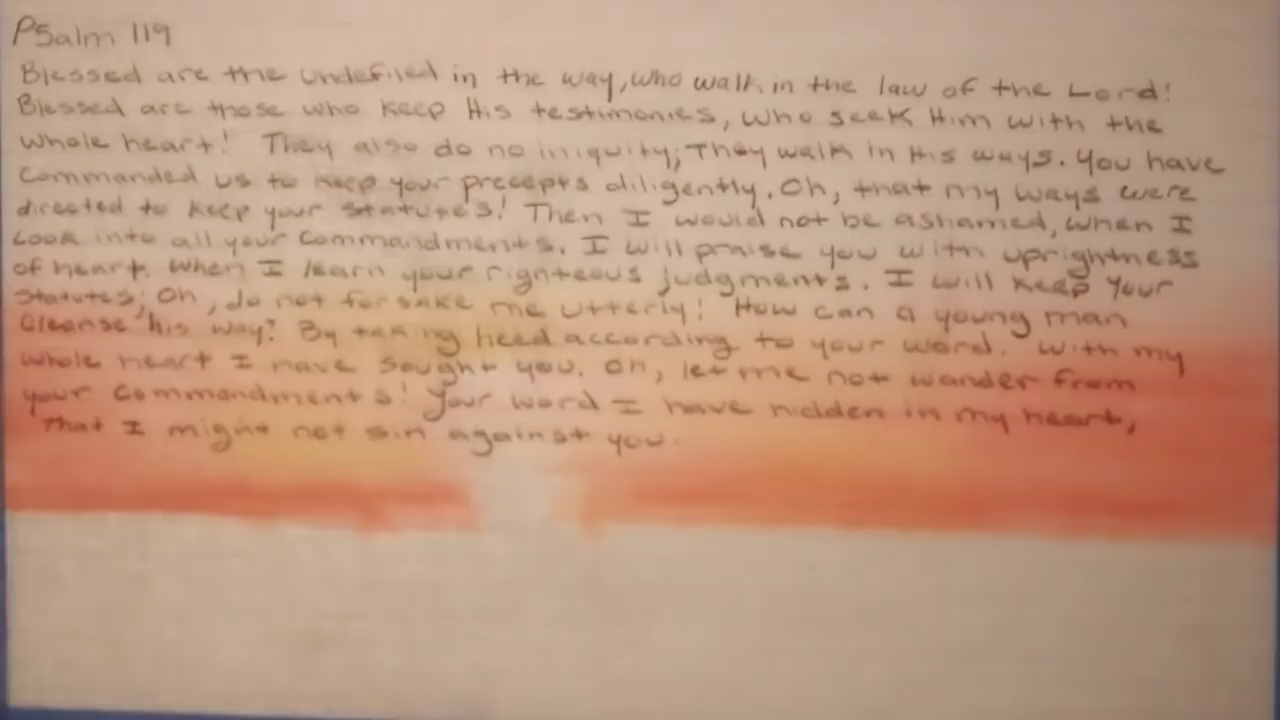 Psalm 119
Blessed are the undefiled in the way, who walk in the law of the Lord!
Blessed are those who keep His testimonies, who seek Him with the
whole heart! They also do no iniquity; They walk in His ways. You have
commanded us to keep your precepts diligently. Oh, that my ways were
directed to keep your statutes! Then I would not be ashamed, when I
Look into all your commandments. I will praise you with uprightness
of heart, when I learn your righteous judgments. I will keep Your
statutes; Oh, do not forsake me utterly! How can a young man
Cleanse his way? By taking heed according to your word. With my
whole heart I have sought you. Oh, let me not wander from
your commandments! Your word I have hidden in my heart,
That I might not sin against you.